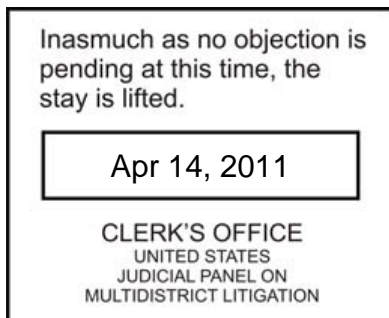 Inasmuch as no objection is
pending at this time, the
stay is lifted.
Apr 14, 2011
CLERK'S OFFICE
UNITED STATES
JUDICIAL PANEL ON
MULTIDISTRICT LITIGATION